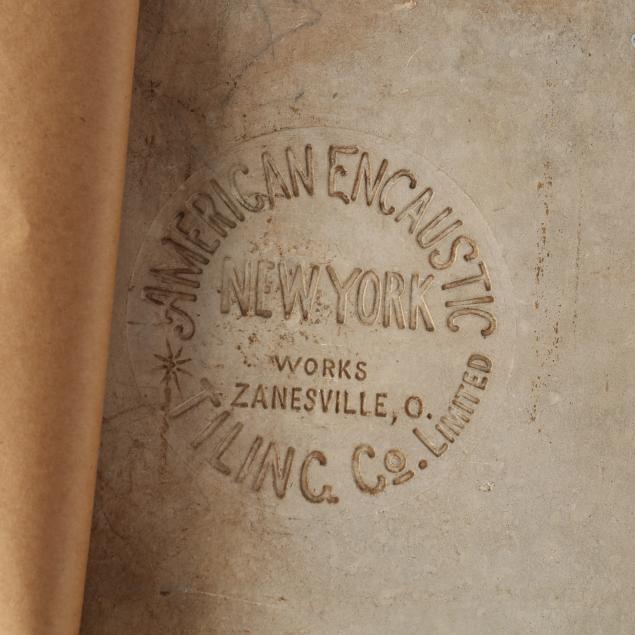 AMERICAN ENCAUSTIC
NEW YORK
WORKS
ZANESVILLE, O.
TILING Co. LIMITED